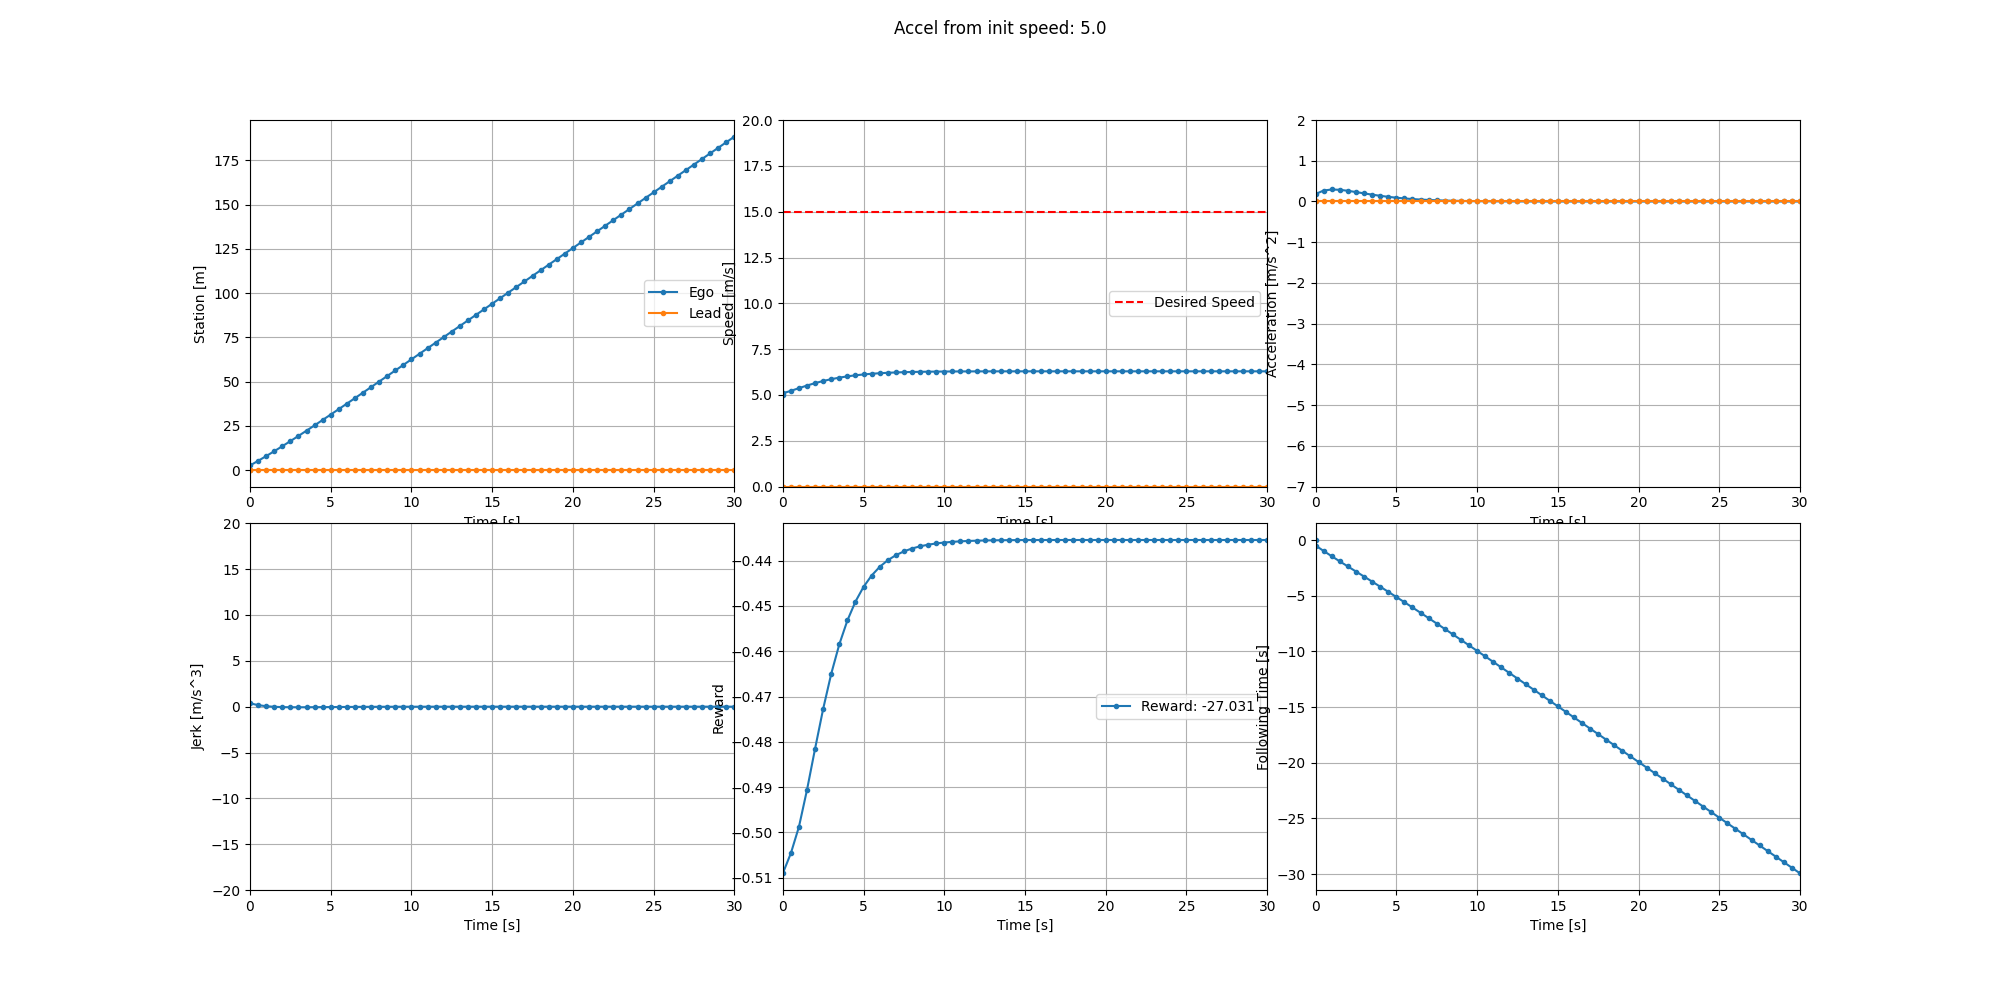 Accel from init speed: 5.0
Station [m]
175
150
125
100
75
50
25
0
Ego
Lead
0 5 10 15 20 25 30
Time [s]
Speed [m/s]
20.0
17.5
15.0
12.5
10.0
7.5
5.0
2.5
0.0
Desired Speed
0 5 10 15 20 25 30
Time [s]
Acceleration [m/s^2]
2
1
0
−1
−2
−3
−4
−5
−6
−7
0 5 10 15 20 25 30
Time [s]
Jerk [m/s^3]
20
15
10
5
0
−5
−10
−15
−20
0 5 10 15 20 25 30
Time [s]
Reward
−0.44
−0.45
−0.46
−0.47
−0.48
−0.49
−0.50
−0.51
Reward: -27.031
0 5 10 15 20 25 30
Time [s]
Following Time [s]
0
−5
−10
−15
−20
−25
−30
0 5 10 15 20 25 30
Time [s]